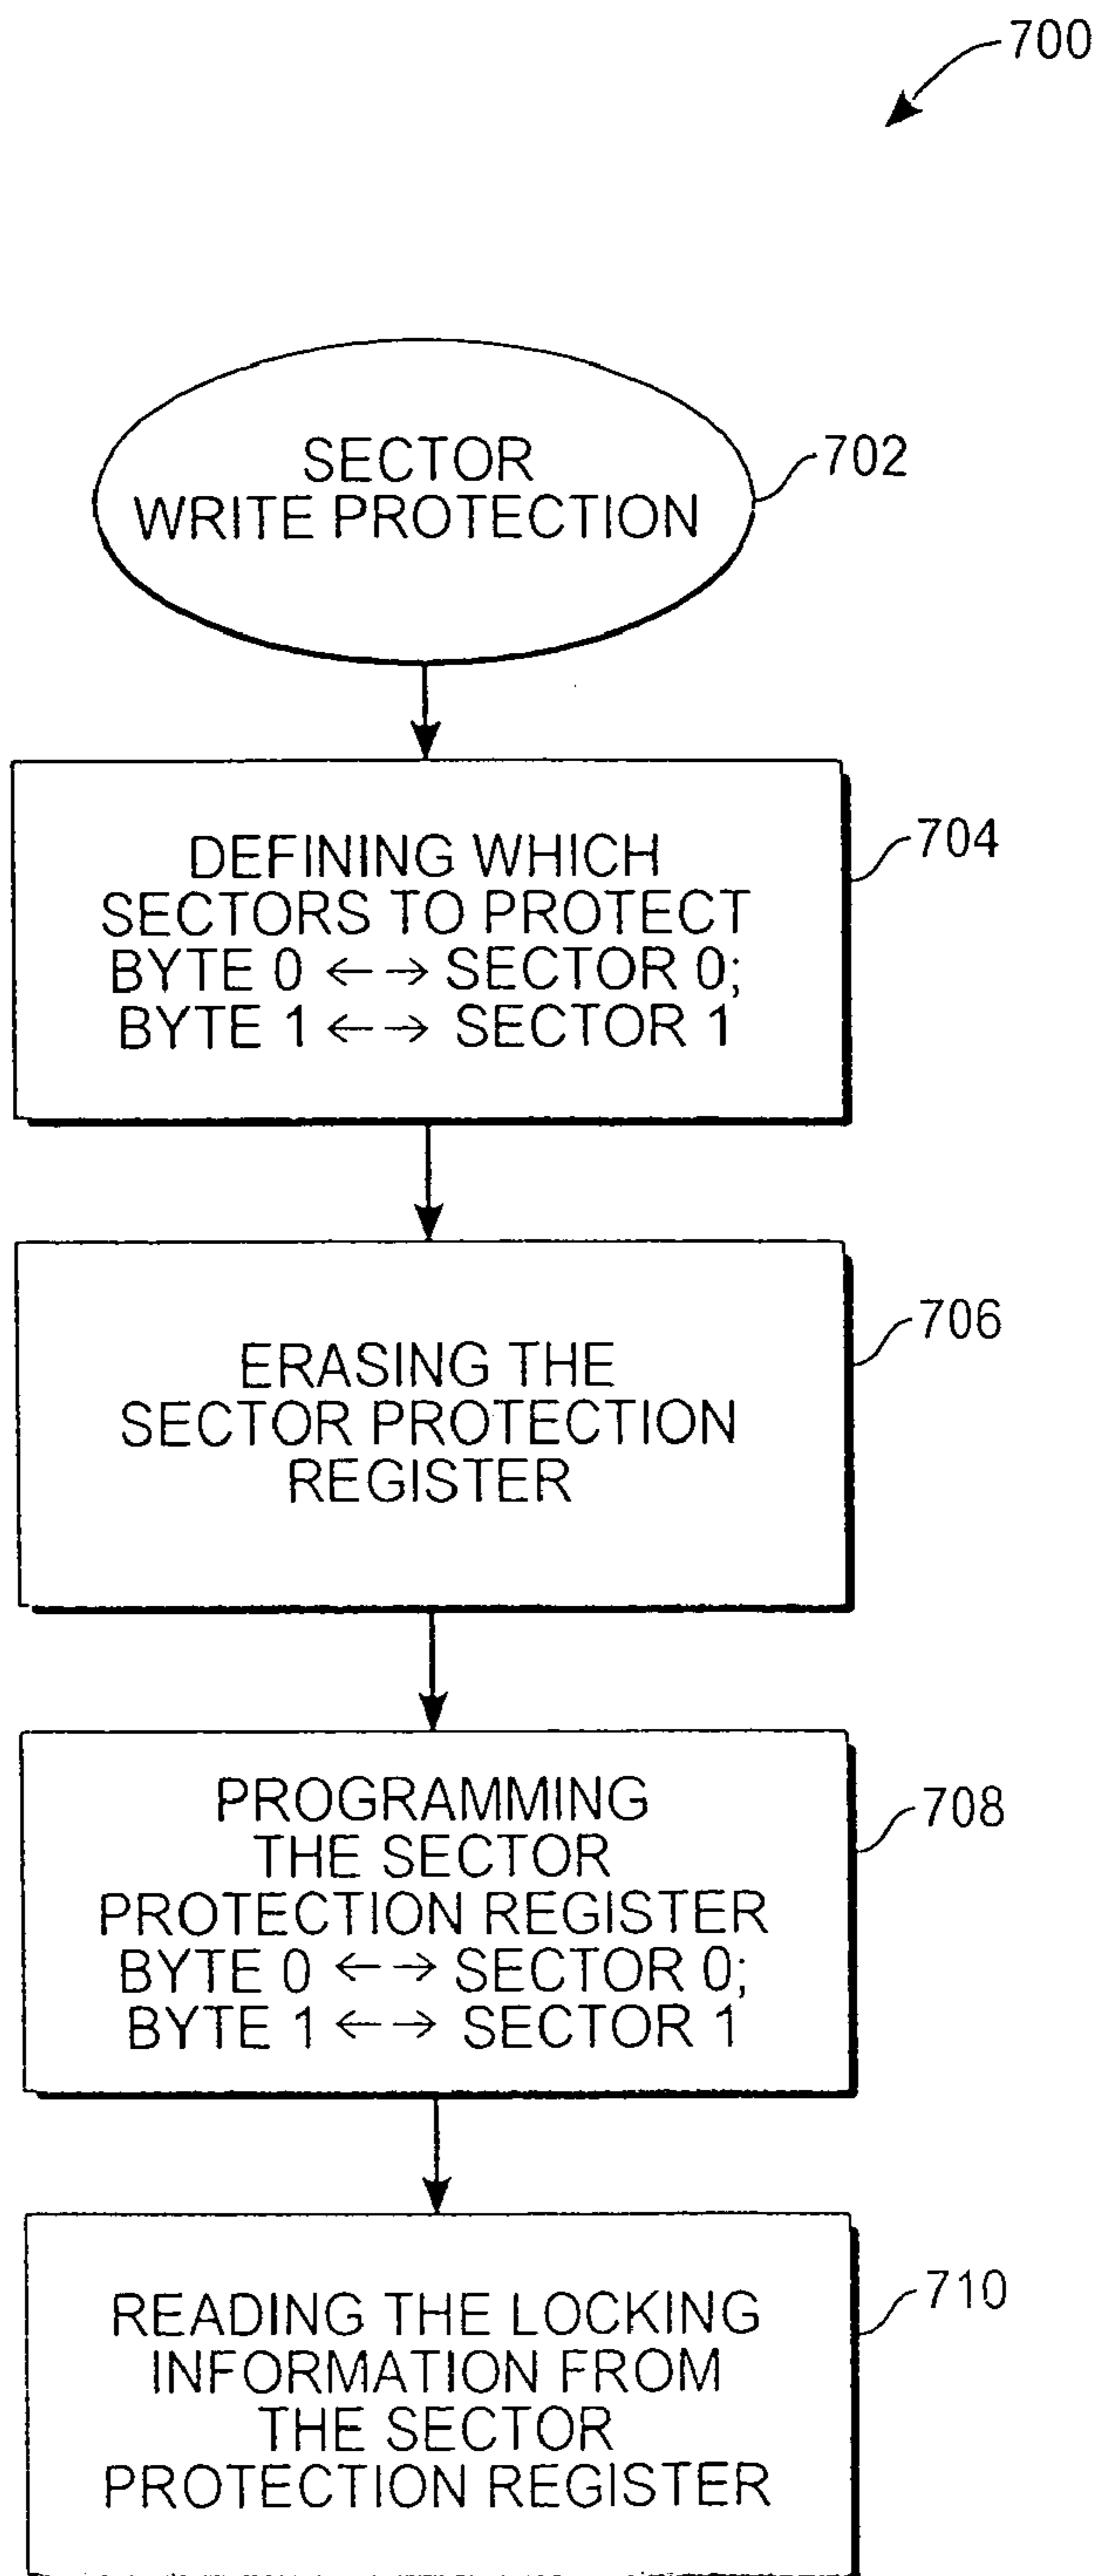 700
SECTOR
WRITE PROTECTION
702
DEFINING WHICH
SECTORS TO PROTECT
BYTE 0 ←→ SECTOR 0;
BYTE 1 ←→ SECTOR 1
704
ERASING THE
SECTOR PROTECTION
REGISTER
706
PROGRAMMING
THE SECTOR
PROTECTION REGISTER
BYTE 0 ←→ SECTOR 0;
BYTE 1 ←→ SECTOR 1
708
READING THE LOCKING
INFORMATION FROM
THE SECTOR
PROTECTION REGISTER
710